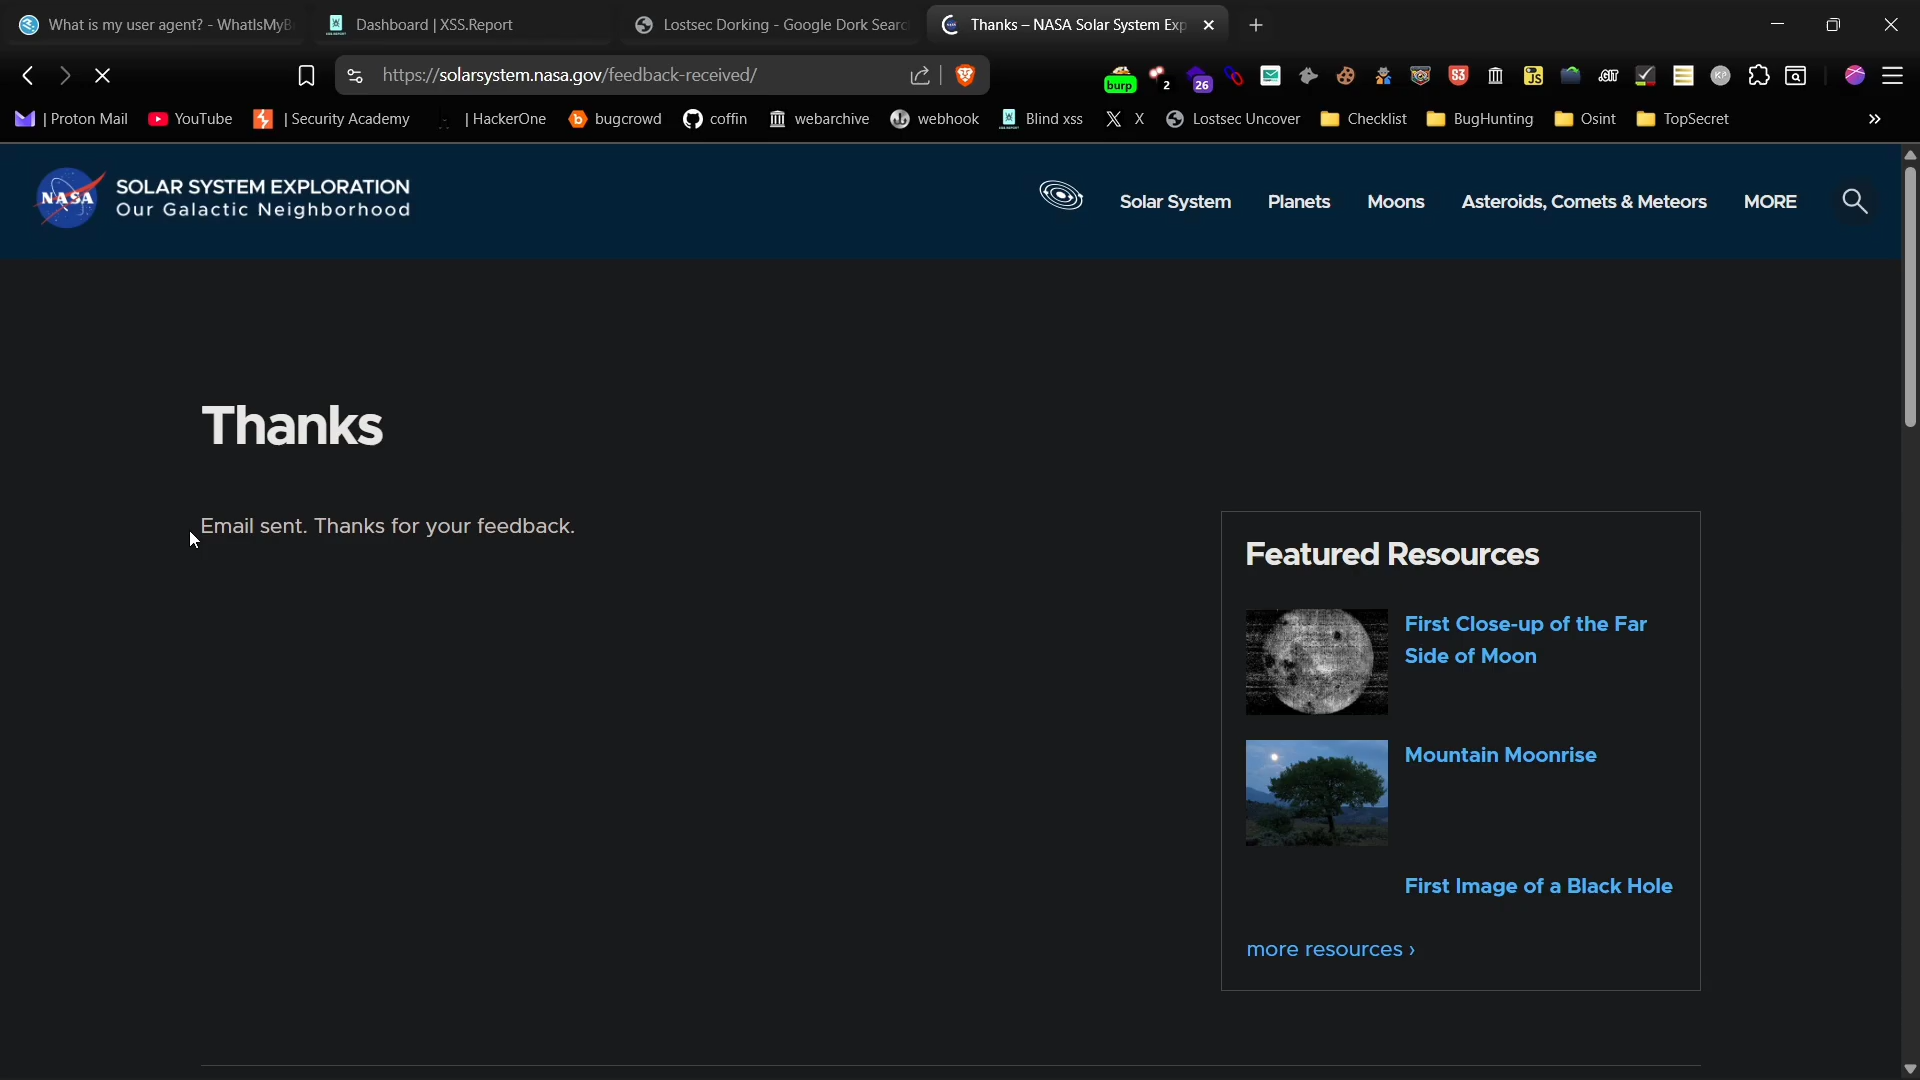 What is my user agent? - WhatIsMyB
Dashboard | XSS.Report
Lostsec Dorking - Google Dork Searc
Thanks – NASA Solar System Exp
https://solarsystem.nasa.gov/feedback-received/
burp
2
26
S3
JS
.GIT
| Proton Mail
YouTube
| Security Academy
| HackerOne
bugcrowd
coffin
webarchive
webhook
Blind xss
X
Lostsec Uncover
Checklist
BugHunting
Osint
TopSecret
NASA
SOLAR SYSTEM EXPLORATION
Our Galactic Neighborhood
Solar System
Planets
Moons
Asteroids, Comets & Meteors
MORE
Thanks
Email sent. Thanks for your feedback.
Featured Resources
First Close-up of the Far
Side of Moon
Mountain Moonrise
First Image of a Black Hole
more resources ›